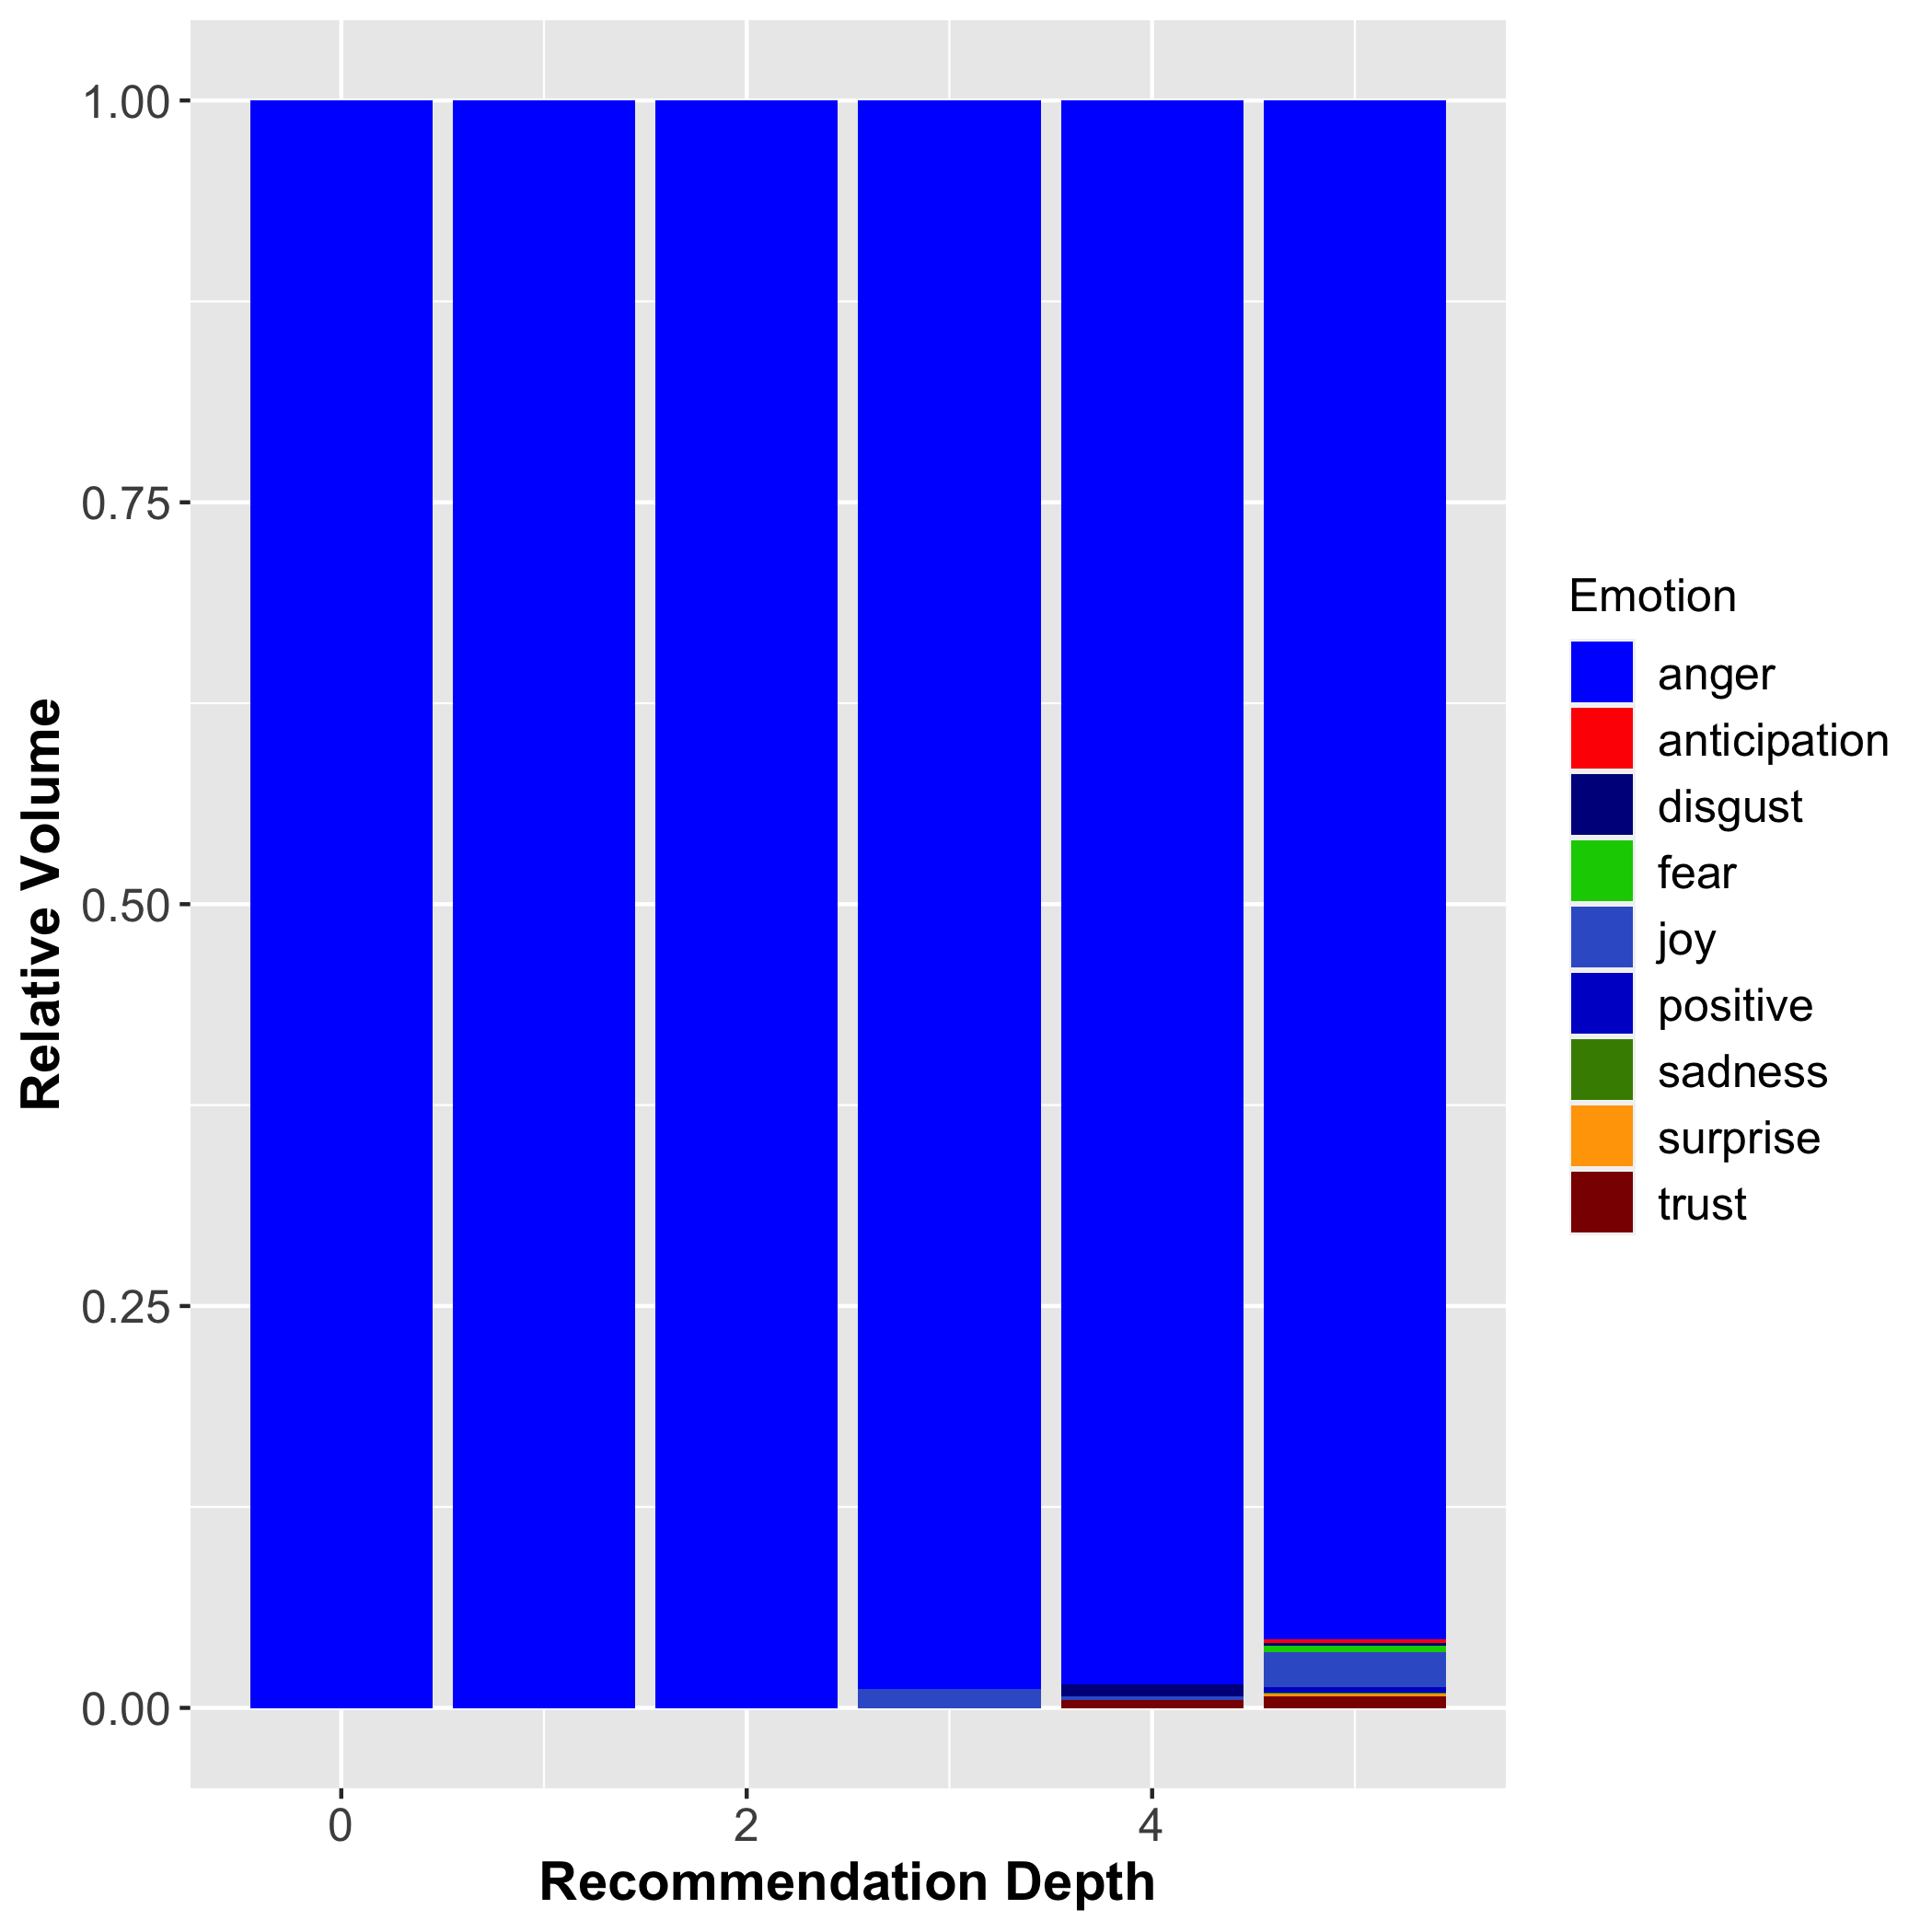 1.00
0.75
0.50
0.25
0.00
Relative Volume
0
2
4
Recommendation Depth
Emotion
anger
anticipation
disgust
fear
joy
positive
sadness
surprise
trust